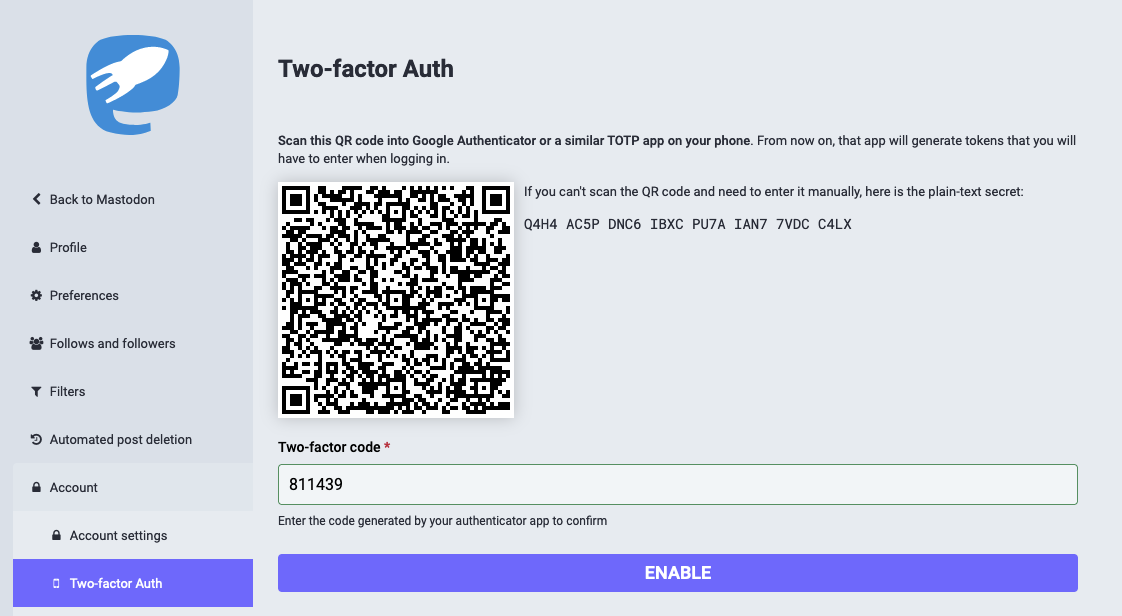 Two-factor Auth
Scan this QR code into Google Authenticator or a similar TOTP app on your phone. From now on, that app will generate tokens that you will
have to enter when logging in.
If you can't scan the QR code and need to enter it manually, here is the plain-text secret:
Q4H4 AC5P DNC6 IBXC PU7A IAN7 7VDC C4LX
Back to Mastodon
Profile
Preferences
Follows and followers
Filters
Automated post deletion
Account
Account settings
Two-factor Auth
Two-factor code *
811439
Enter the code generated by your authenticator app to confirm
ENABLE